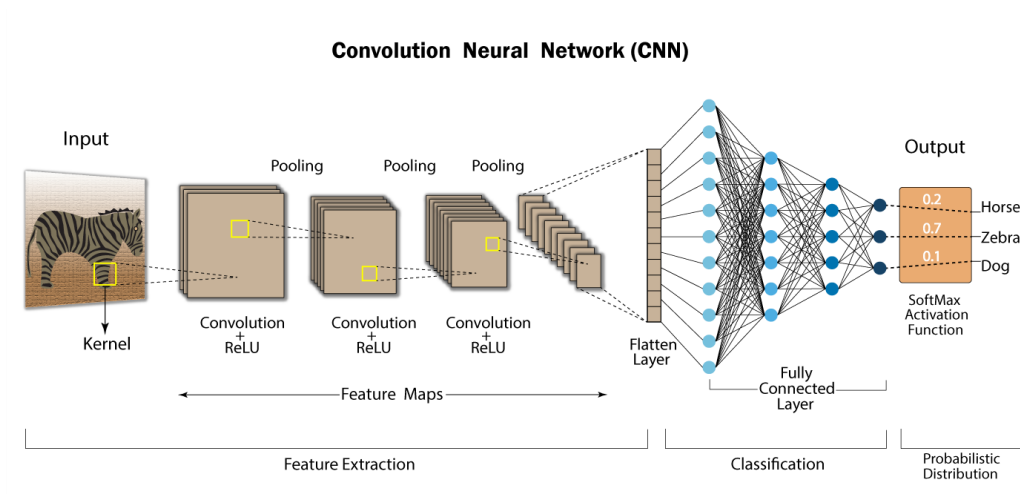 Convolution Neural Network (CNN)
Input
Pooling
Pooling
Pooling
Output
0.2
Horse
0.7
Zebra
0.1
Dog
Kernel
Convolution
+
ReLU
Convolution
+
ReLU
Convolution
+
ReLU
Flatten
Layer
SoftMax
Activation
Function
Feature Maps
Fully
Connected
Layer
Feature Extraction
Classification
Probabilistic
Distribution